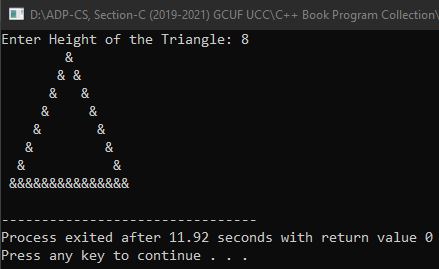 D:\ADP-CS, Section-C (2019-2021) GCUF UCC\C++ Book Program Collection\
Enter Height of the Triangle: 8
        &
       & &
      &   &
     &     &
    &       &
   &         &
  &           &
 &&&&&&&&&&&&&&&
--------------------------------
Process exited after 11.92 seconds with return value 0
Press any key to continue . . .